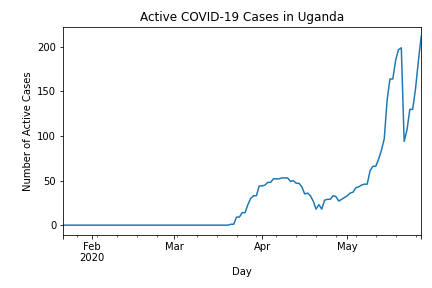 Active COVID-19 Cases in Uganda
Number of Active Cases
200
150
100
50
0
Feb
2020
Mar
Apr
May
Day